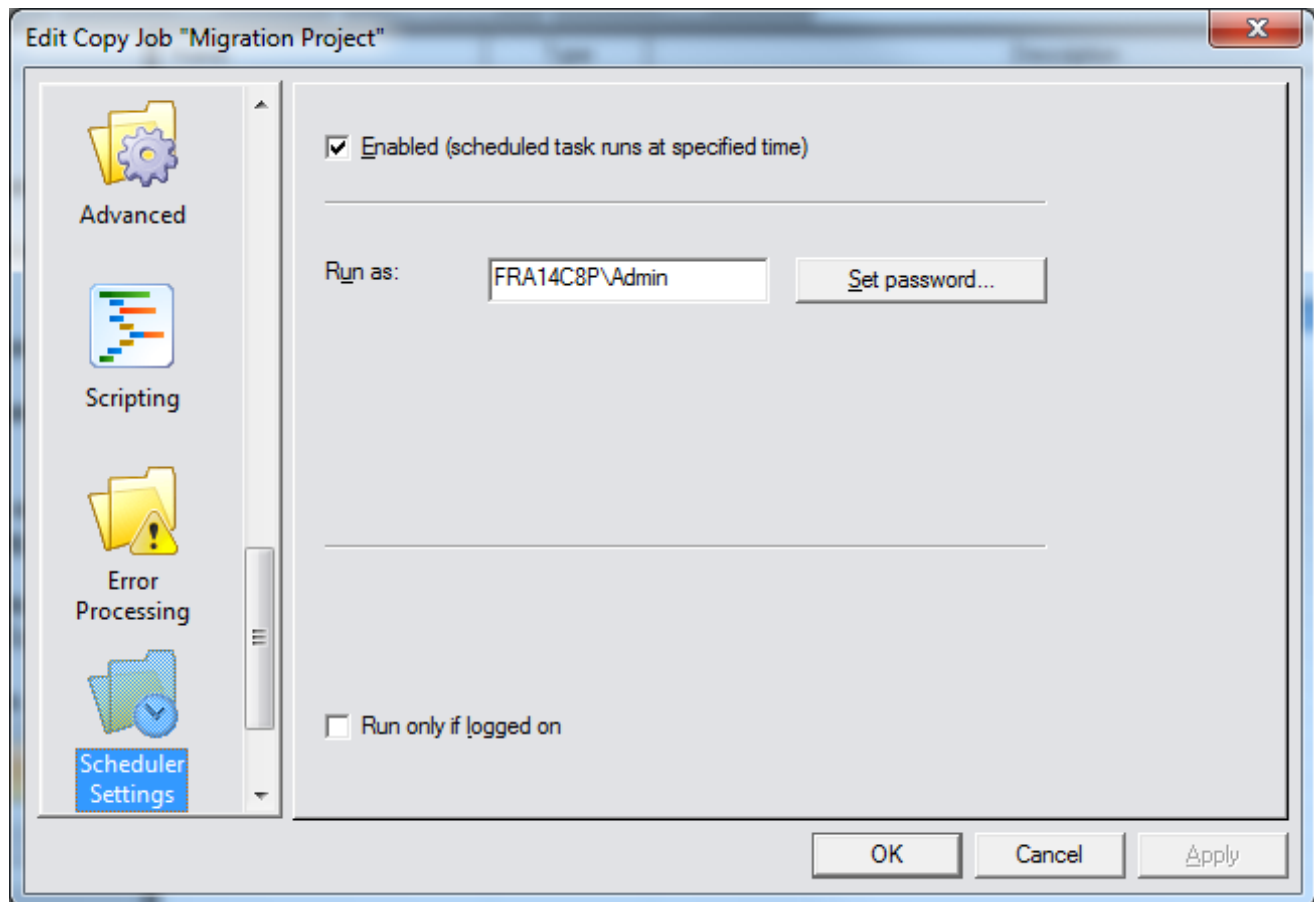 Edit Copy Job "Migration Project"
Advanced
Scripting
Error
Processing
Scheduler
Settings
Enabled (scheduled task runs at specified time)
Run as:
FRA14C8P\Admin
Set password...
Run only if logged on
OK
Cancel
Apply